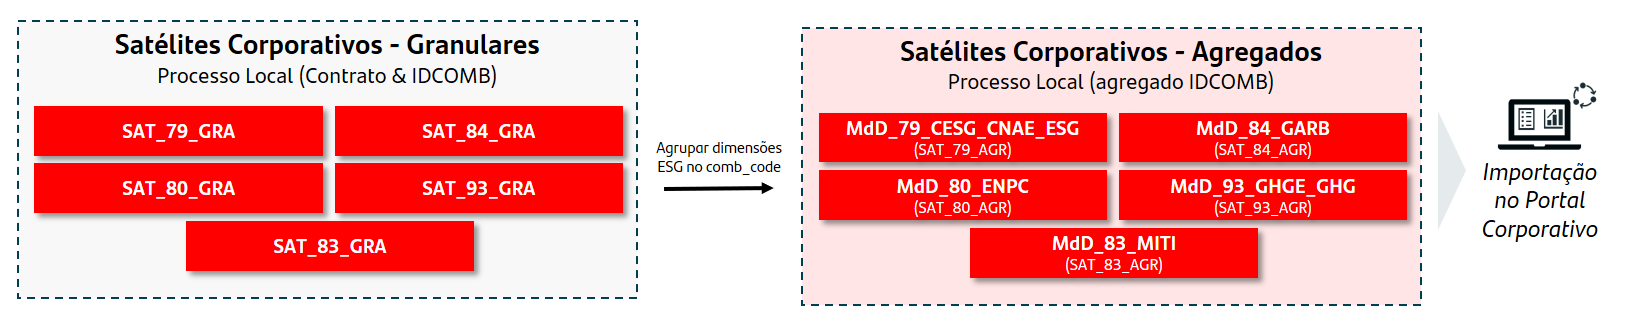 Satélites Corporativos - Granulares
Processo Local (Contrato & IDCOMB)
SAT_79_GRA
SAT_84_GRA
SAT_80_GRA
SAT_93_GRA
SAT_83_GRA
Agrupar dimensões
ESG no comb_code
Satélites Corporativos - Agregados
Processo Local (agregado IDCOMB)
MdD_79_CESG_CNAE_ESG
(SAT_79_AGR)
MdD_84_GARB
(SAT_84_AGR)
MdD_80_ENPC
(SAT_80_AGR)
MdD_93_GHGE_GHG
(SAT_93_AGR)
MdD_83_MITI
(SAT_83_AGR)
Importação
no Portal
Corporativo